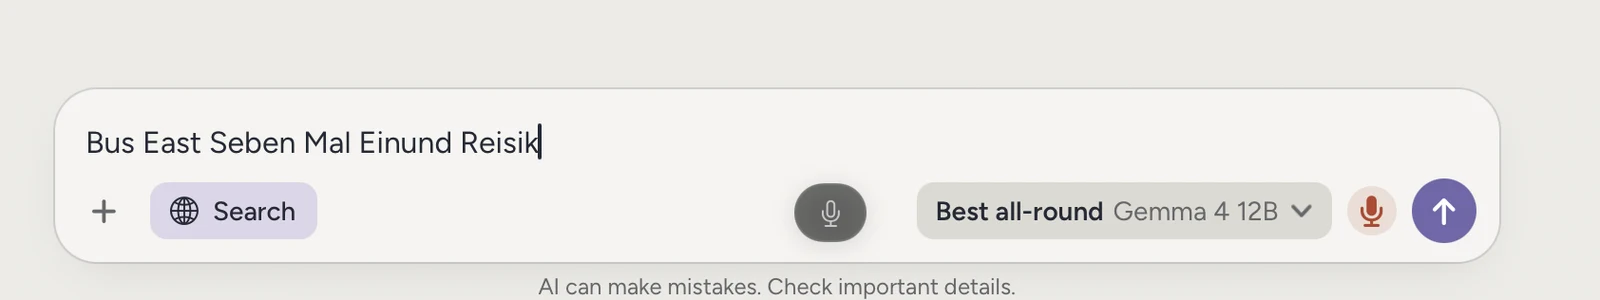 Bus East Seben Mal Einund Reisik
Search
Best all-round Gemma 4 12B
AI can make mistakes. Check important details.